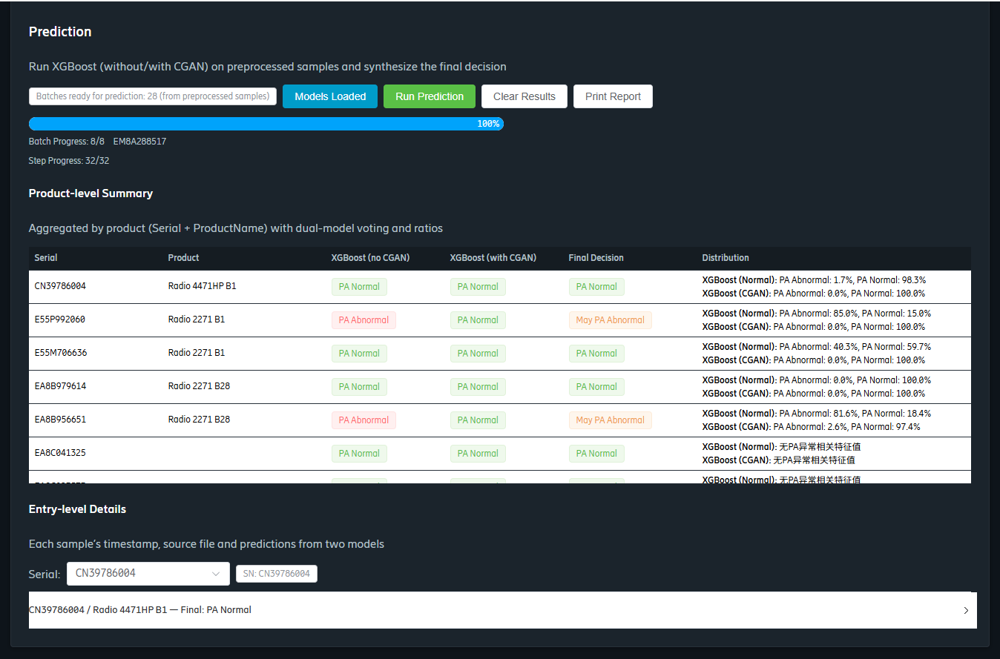 Prediction
Run XGBoost (without/with CGAN) on preprocessed samples and synthesize the final decision
Batches ready for prediction: 28 (from preprocessed samples) Models Loaded Run Prediction Clear Results Print Report
100%
Batch Progress: 8/8 EM8A288517
Step Progress: 32/32
Product-level Summary
Aggregated by product (Serial + ProductName) with dual-model voting and ratios
Serial Product XGBoost (no CGAN) XGBoost (with CGAN) Final Decision Distribution
CN39786004 Radio 4471HP B1 PA Normal PA Normal PA Normal XGBoost (Normal): PA Abnormal: 1.7%, PA Normal: 98.3%
XGBoost (CGAN): PA Abnormal: 0.0%, PA Normal: 100.0%
E55P992060 Radio 2271 B1 PA Abnormal PA Normal May PA Abnormal XGBoost (Normal): PA Abnormal: 85.0%, PA Normal: 15.0%
XGBoost (CGAN): PA Abnormal: 0.0%, PA Normal: 100.0%
E55M706636 Radio 2271 B1 PA Normal PA Normal PA Normal XGBoost (Normal): PA Abnormal: 40.3%, PA Normal: 59.7%
XGBoost (CGAN): PA Abnormal: 0.0%, PA Normal: 100.0%
EA8B979614 Radio 2271 B28 PA Normal PA Normal PA Normal XGBoost (Normal): PA Abnormal: 0.0%, PA Normal: 100.0%
XGBoost (CGAN): PA Abnormal: 0.0%, PA Normal: 100.0%
EA8B956651 Radio 2271 B28 PA Abnormal PA Normal May PA Abnormal XGBoost (Normal): PA Abnormal: 81.6%, PA Normal: 18.4%
XGBoost (CGAN): PA Abnormal: 2.6%, PA Normal: 97.4%
EA8C041325 PA Normal PA Normal PA Normal XGBoost (Normal): 无PA异常相关特征值
XGBoost (CGAN): 无PA异常相关特征值
XGBoost (Normal): 无PA异常相关特征值
Entry-level Details
Each sample's timestamp, source file and predictions from two models
Serial: CN39786004 SN: CN39786004
CN39786004 / Radio 4471HP B1 — Final: PA Normal